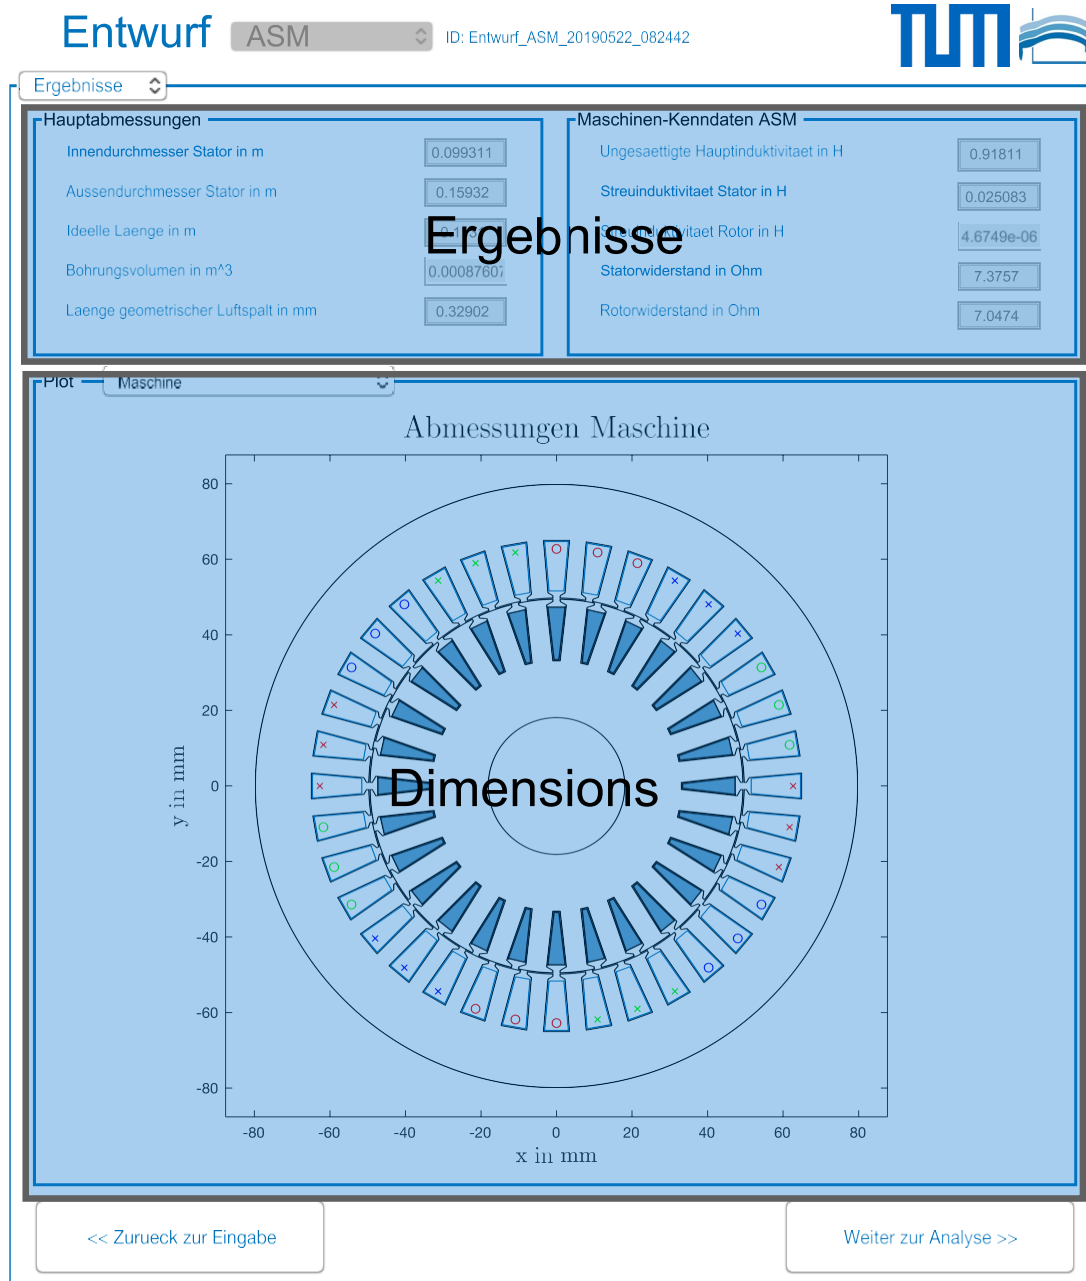 Entwurf ASM ID: Entwurf_ASM_20190522_082442
TUM
Ergebnisse
Hauptabmessungen
Innendurchmesser Stator in m 0.099311
Aussendurchmesser Stator in m 0.15932
Ideelle Laenge in m
Bohrungsvolumen in m^3 0.00087607
Laenge geometrischer Luftspalt in mm 0.32902
Maschinen-Kenndaten ASM
Ungesaettigte Hauptinduktivitaet in H 0.91811
Streuinduktivitaet Stator in H 0.025083
Streuinduktivitaet Rotor in H 4.6749e-06
Statorwiderstand in Ohm 7.3757
Rotorwiderstand in Ohm 7.0474
Ergebnisse
Plot Maschine
Abmessungen Maschine
80
60
40
20
0
-20
-40
-60
-80
y in mm
Dimensions
-80 -60 -40 -20 0 20 40 60 80
x in mm
<< Zurueck zur Eingabe
Weiter zur Analyse >>